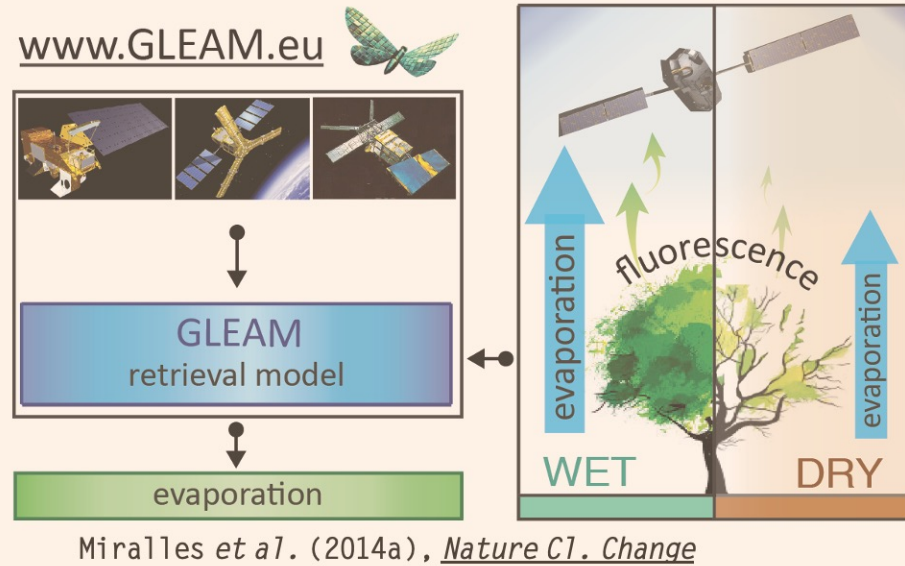 www.GLEAM.eu
GLEAM
retrieval model
evaporation
evaporation
fluorescence
evaporation
WET
DRY
Miralles et al. (2014a), Nature Cl. Change